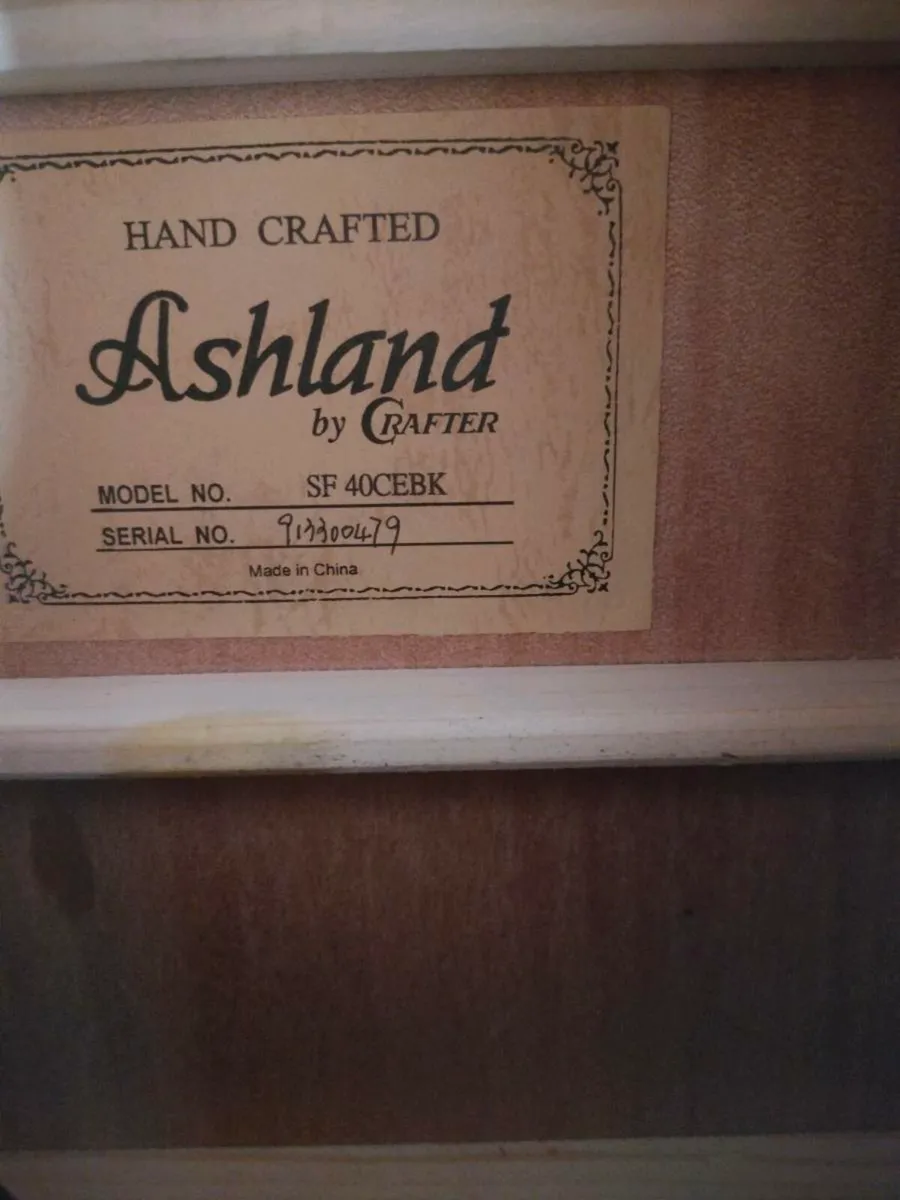 HAND CRAFTED
Ashland
by CRAFTER
MODEL NO. SF 40CEBK
SERIAL NO. 913300479
Made in China